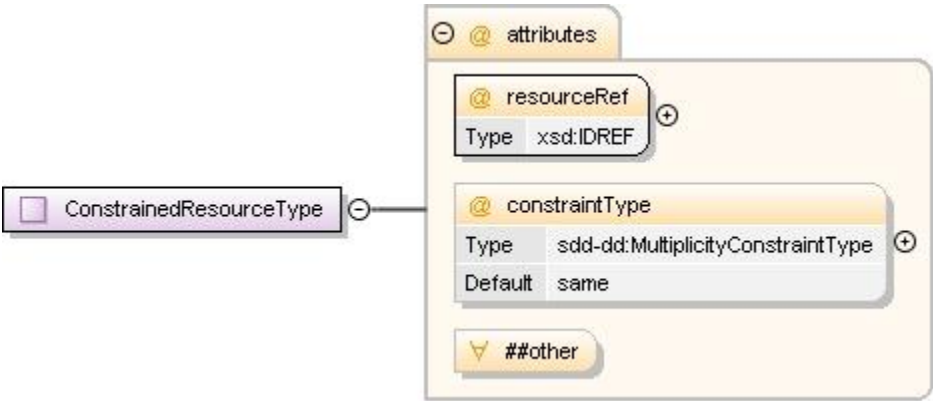 @ attributes
@ resourceRef
Type xsd:IDREF
ConstrainedResourceType
@ constraintType
Type sdd-dd:MultiplicityConstraintType
Default same
∀ ##other